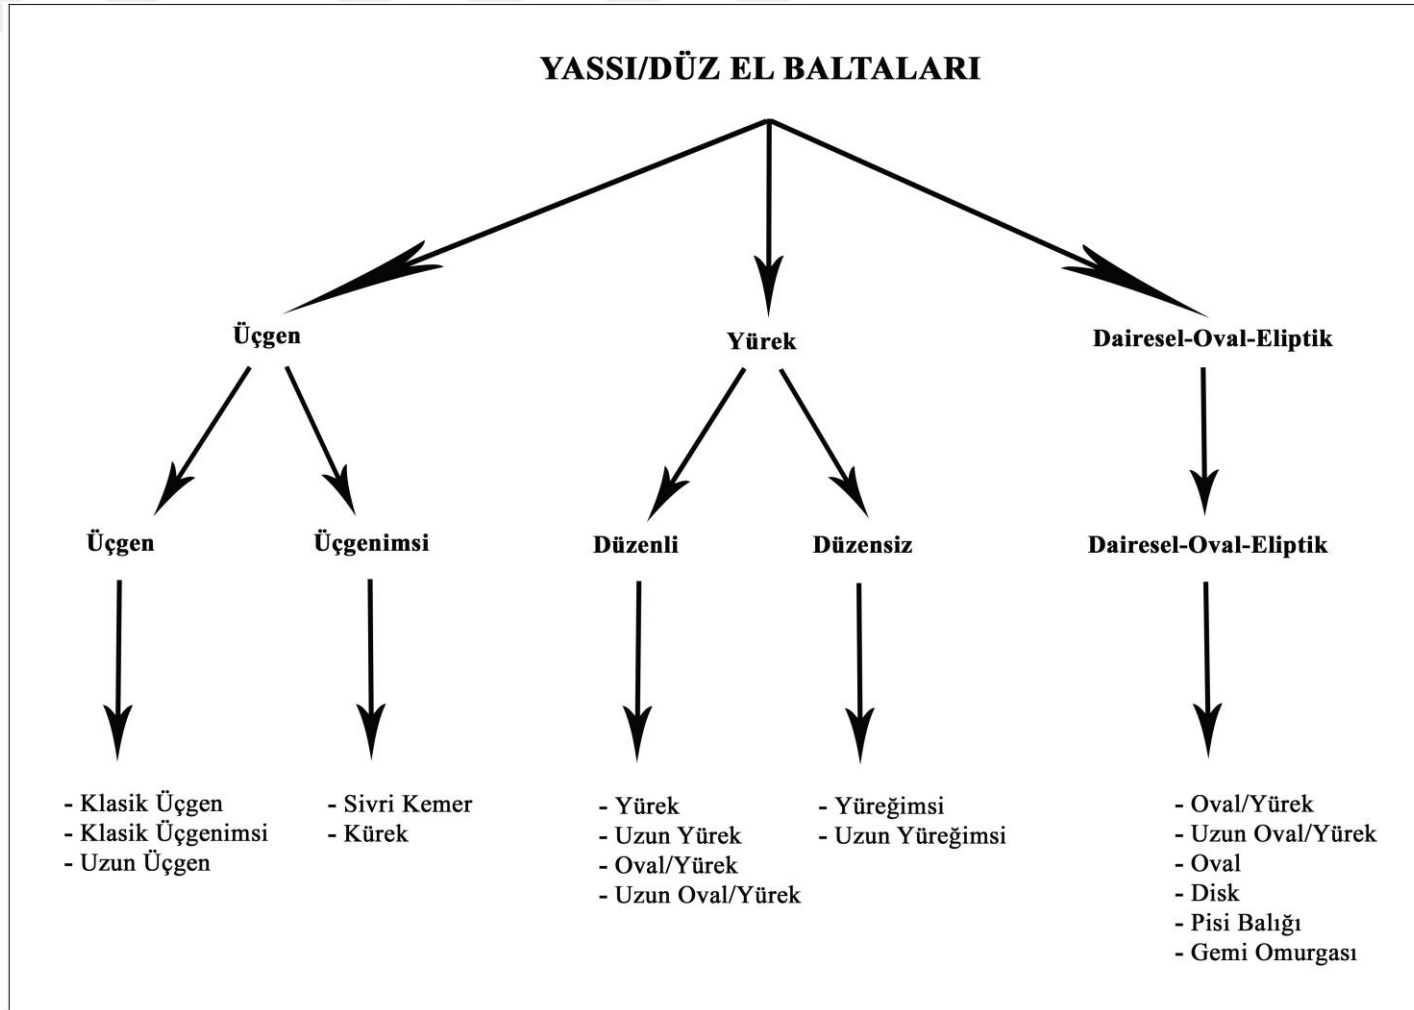 YASSI/DÜZ EL BALTALARI
Üçgen
Yürek
Dairesel-Oval-Eliptik
Üçgen
Üçgenimsi
Düzenli
Düzensiz
Dairesel-Oval-Eliptik
- Klasik Üçgen
- Klasik Üçgenimsi
- Uzun Üçgen
- Sivri Kemer
- Kürek
- Yürek
- Uzun Yürek
- Oval/Yürek
- Uzun Oval/Yürek
- Yüreğimsi
- Uzun Yüreğimsi
- Oval/Yürek
- Uzun Oval/Yürek
- Oval
- Disk
- Pisi Balığı
- Gemi Omurgası